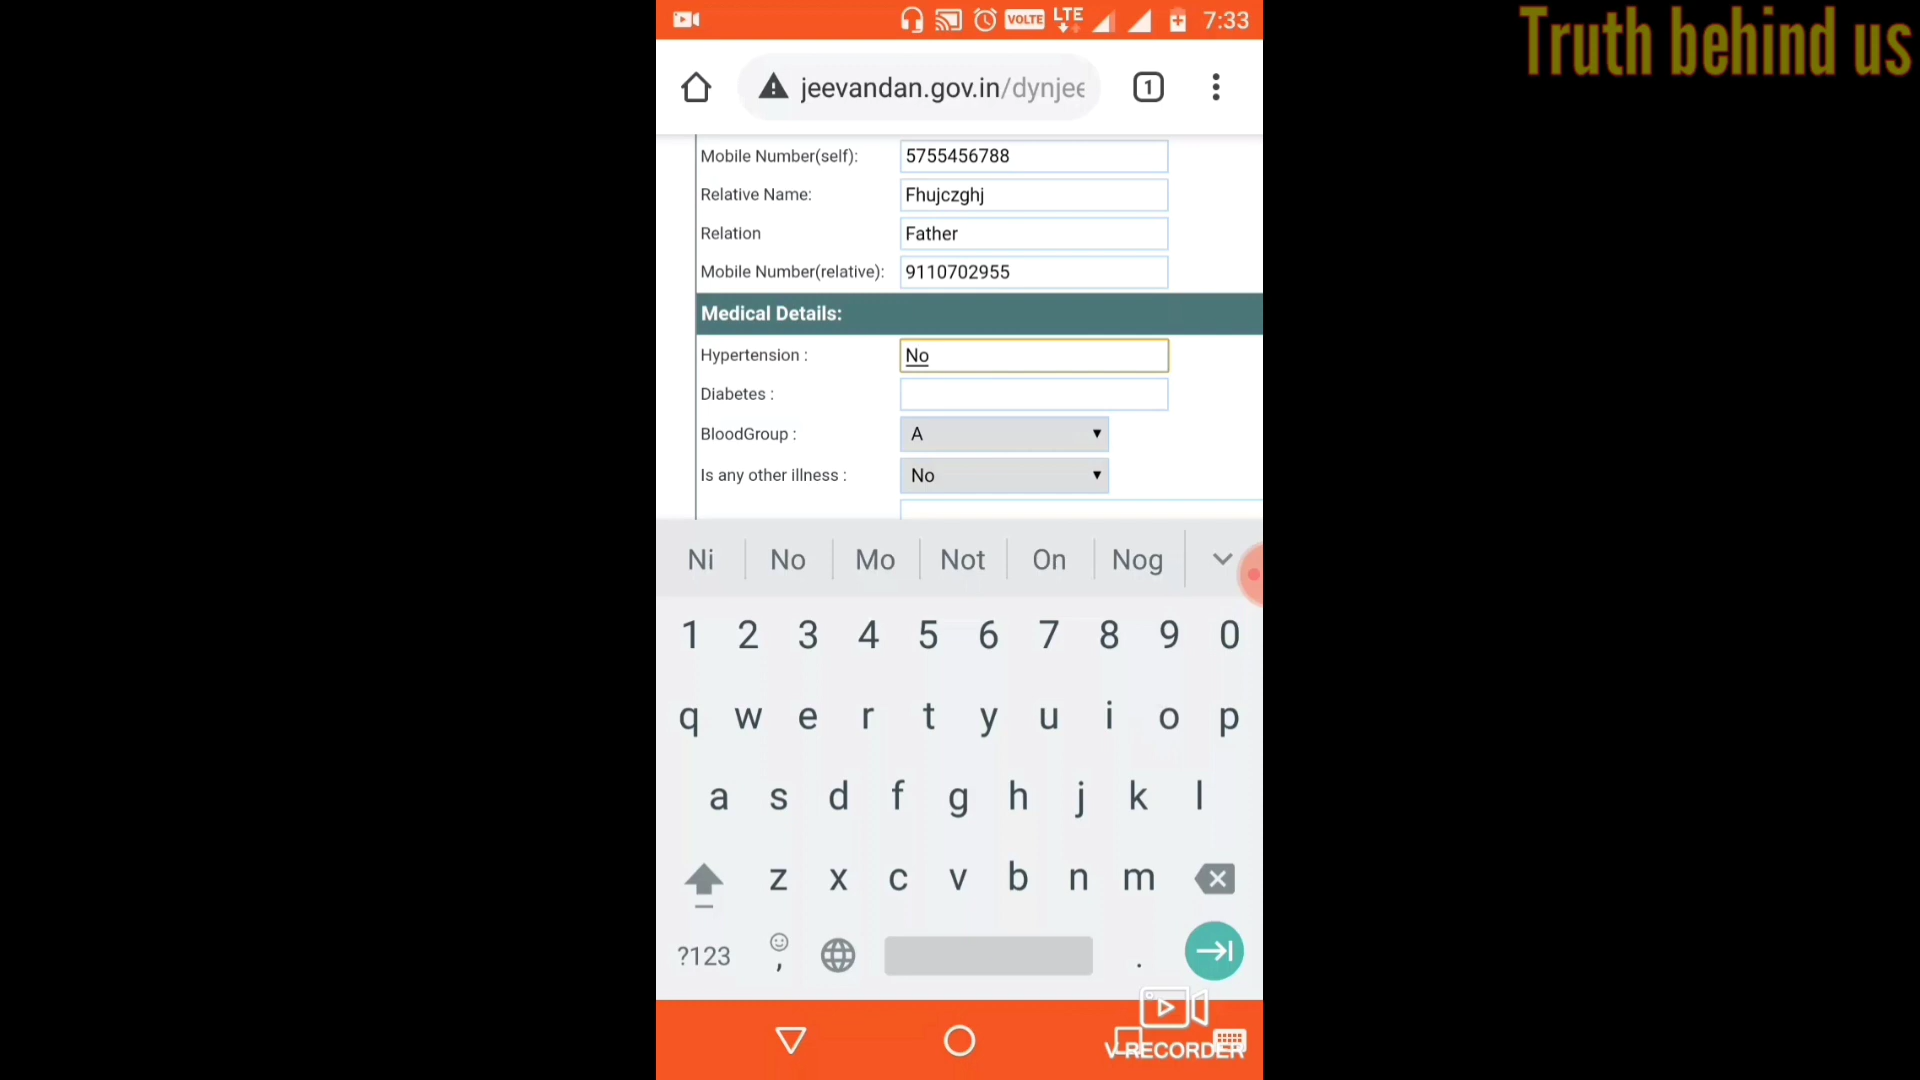 Truth behind us
VOLTE LTE 7:33
jeevandan.gov.in/dynjee 1
Mobile Number(self): 5755456788
Relative Name: Fhujczghj
Relation Father
Mobile Number(relative): 9110702955
Medical Details:
Hypertension : No
Diabetes :
BloodGroup : A
Is any other illness : No
Ni No Mo Not On Nog
1 2 3 4 5 6 7 8 9 0
q w e r t y u i o p
a s d f g h j k l
z x c v b n m
?123 , .
V RECORDER